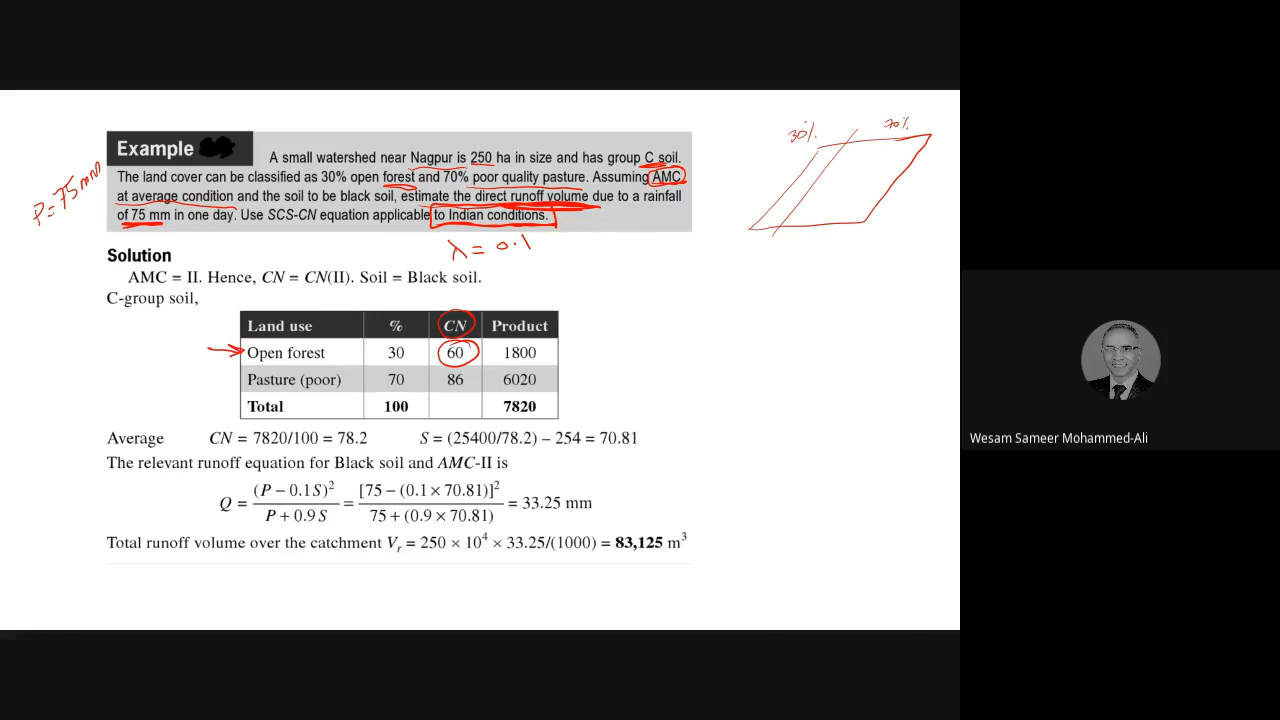 Example
A small watershed near Nagpur is 250 ha in size and has group C soil.
The land cover can be classified as 30% open forest and 70% poor quality pasture. Assuming AMC
at average condition and the soil to be black soil, estimate the direct runoff volume due to a rainfall
of 75 mm in one day. Use SCS-CN equation applicable to Indian conditions.
P = 75 mm
λ = 0.1
30%
70%
Solution
AMC = II. Hence, CN = CN(II). Soil = Black soil.
C-group soil,
Land use % CN Product
Open forest 30 60 1800
Pasture (poor) 70 86 6020
Total 100 7820
Average CN = 7820/100 = 78.2 S = (25400/78.2) – 254 = 70.81
The relevant runoff equation for Black soil and AMC-II is
Q = (P – 0.1S)² / P + 0.9S = [75 – (0.1 × 70.81)]² / 75 + (0.9 × 70.81) = 33.25 mm
Total runoff volume over the catchment Vr = 250 × 10⁴ × 33.25/(1000) = 83,125 m³
Wesam Sameer Mohammed-Ali